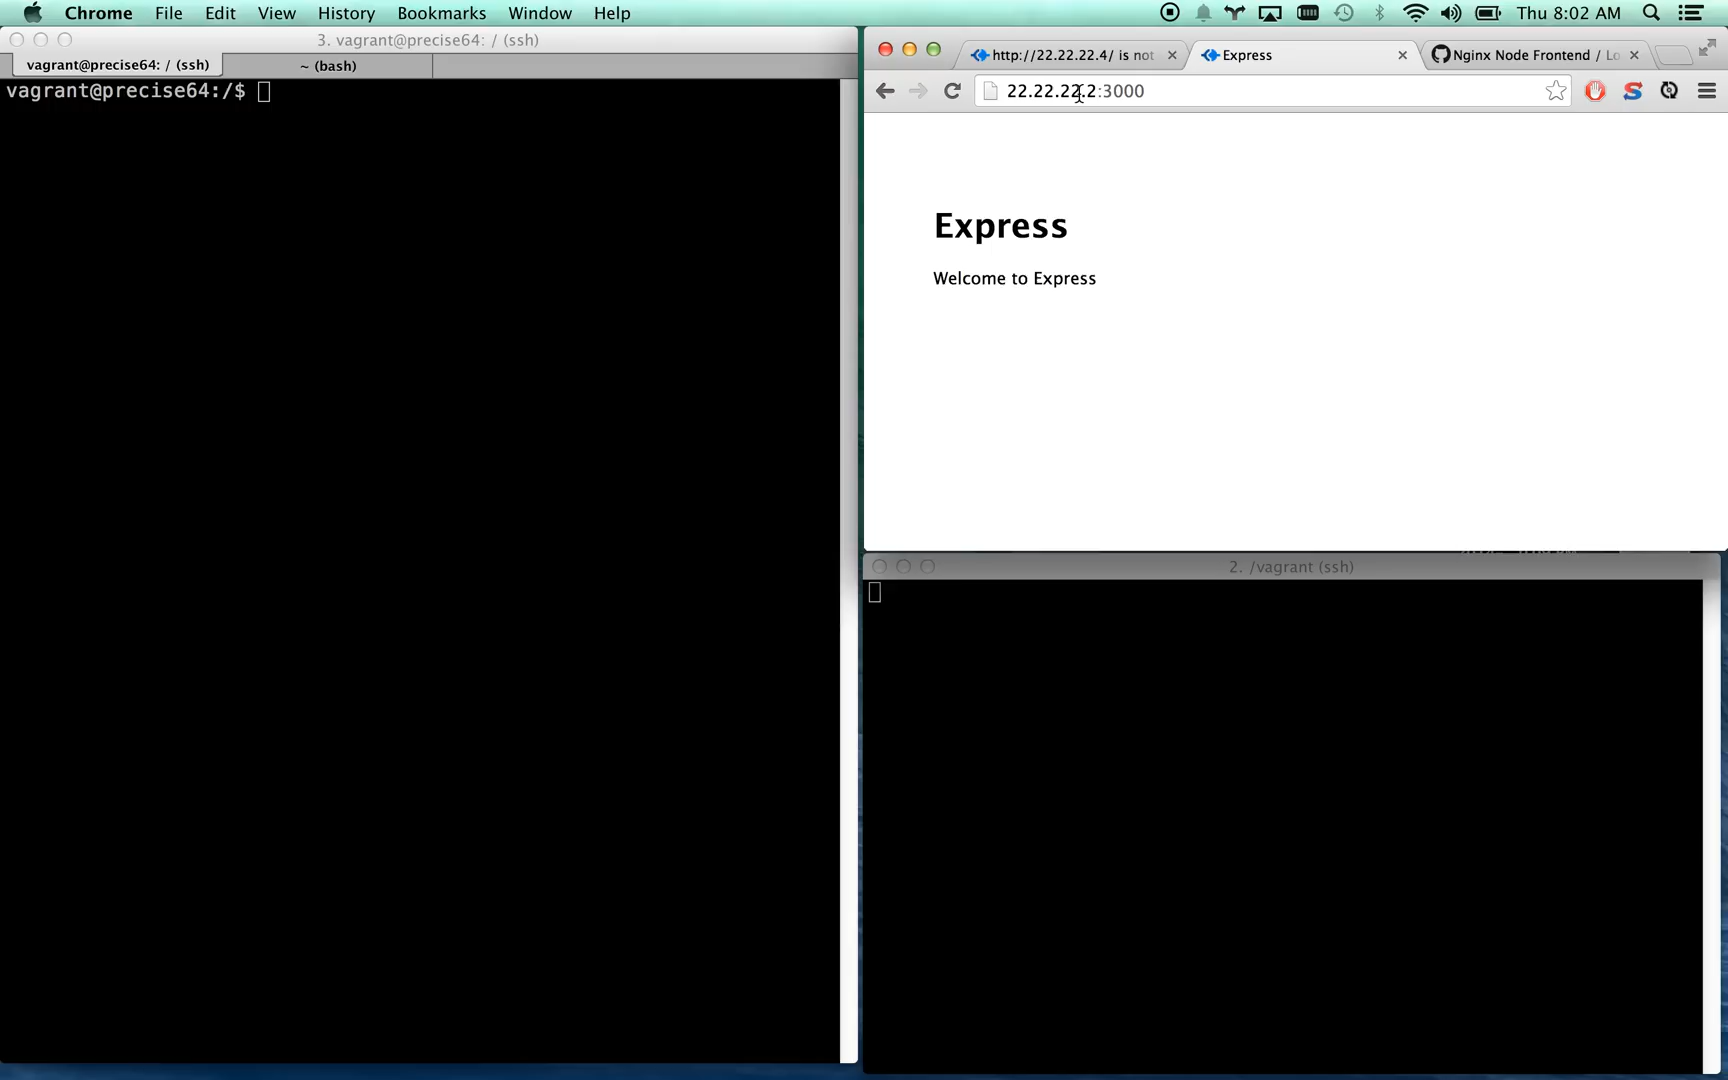 Chrome File Edit View History Bookmarks Window Help Thu 8:02 AM
3. vagrant@precise64: / (ssh)
vagrant@precise64: / (ssh) ~ (bash)
vagrant@precise64:/$
http://22.22.22.4/ is not Express Nginx Node Frontend / Lo
22.22.22.2:3000
Express
Welcome to Express
2. /vagrant (ssh)